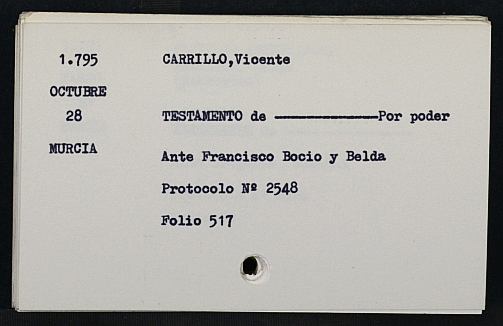 1.795 CARRILLO,Vicente
OCTUBRE
28 TESTAMENTO de ----------------Por poder
MURCIA
Ante Francisco Bocio y Belda
Protocolo Nº 2548
Folio 517